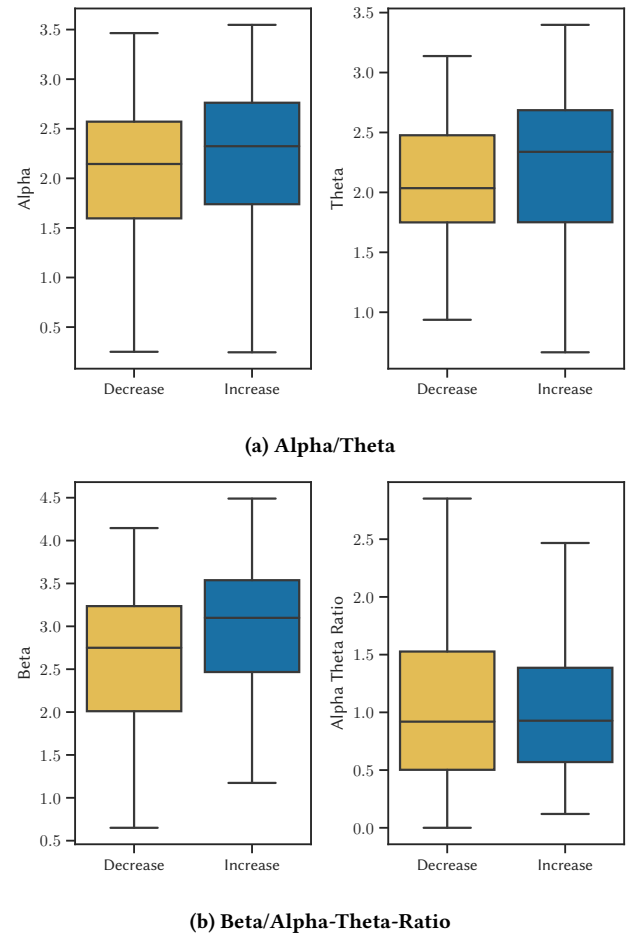 3.5
3.0
2.5
2.0
1.5
1.0
0.5
Alpha
Decrease
Increase
3.5
3.0
2.5
2.0
1.5
1.0
Theta
Decrease
Increase
(a) Alpha/Theta
4.5
4.0
3.5
3.0
2.5
2.0
1.5
1.0
0.5
Beta
Decrease
Increase
2.5
2.0
1.5
1.0
0.5
0.0
Alpha Theta Ratio
Decrease
Increase
(b) Beta/Alpha-Theta-Ratio